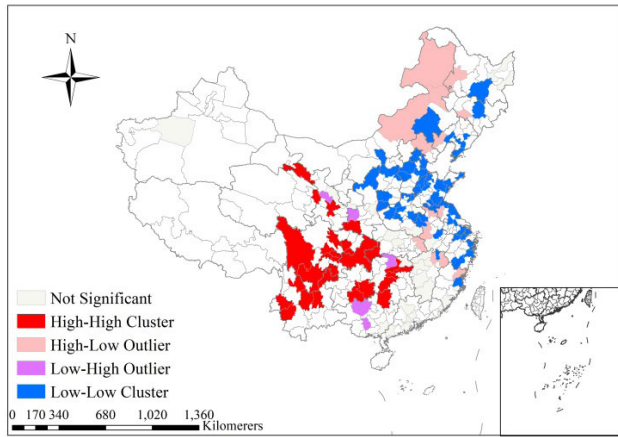 N
Not Significant
High-High Cluster
High-Low Outlier
Low-High Outlier
Low-Low Cluster
0 170 340 680 1,020 1,360
Kilomerers